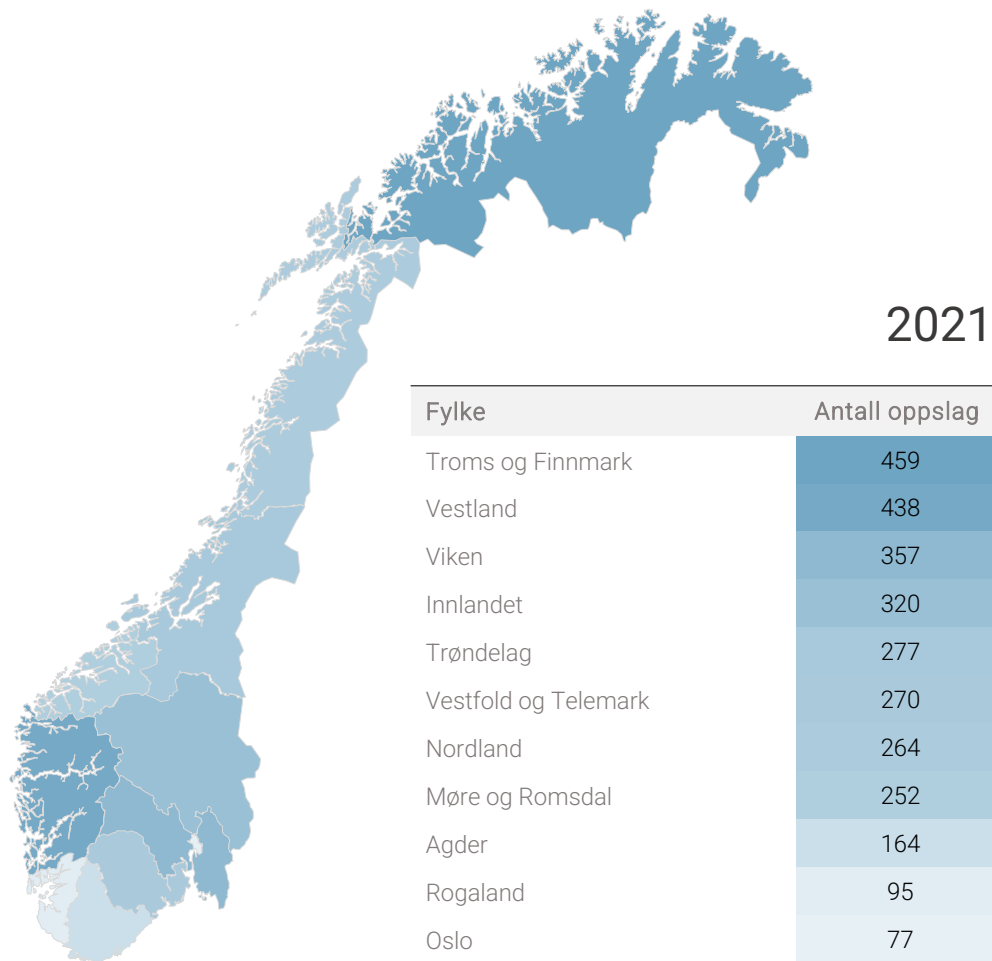 2021
Fylke Antall oppslag
Troms og Finnmark 459
Vestland 438
Viken 357
Innlandet 320
Trøndelag 277
Vestfold og Telemark 270
Nordland 264
Møre og Romsdal 252
Agder 164
Rogaland 95
Oslo 77